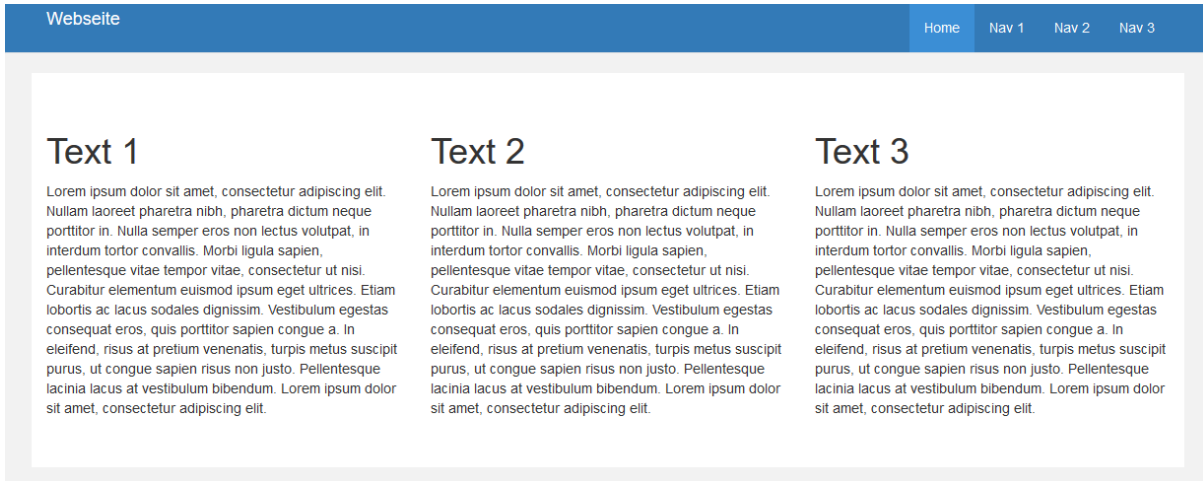 Webseite
Home Nav 1 Nav 2 Nav 3
Text 1
Lorem ipsum dolor sit amet, consectetur adipiscing elit.
Nullam laoreet pharetra nibh, pharetra dictum neque
porttitor in. Nulla semper eros non lectus volutpat, in
interdum tortor convallis. Morbi ligula sapien,
pellentesque vitae tempor vitae, consectetur ut nisi.
Curabitur elementum euismod ipsum eget ultrices. Etiam
lobortis ac lacus sodales dignissim. Vestibulum egestas
consequat eros, quis porttitor sapien congue a. In
eleifend, risus at pretium venenatis, turpis metus suscipit
purus, ut congue sapien risus non justo. Pellentesque
lacinia lacus at vestibulum bibendum. Lorem ipsum dolor
sit amet, consectetur adipiscing elit.
Text 2
Lorem ipsum dolor sit amet, consectetur adipiscing elit.
Nullam laoreet pharetra nibh, pharetra dictum neque
porttitor in. Nulla semper eros non lectus volutpat, in
interdum tortor convallis. Morbi ligula sapien,
pellentesque vitae tempor vitae, consectetur ut nisi.
Curabitur elementum euismod ipsum eget ultrices. Etiam
lobortis ac lacus sodales dignissim. Vestibulum egestas
consequat eros, quis porttitor sapien congue a. In
eleifend, risus at pretium venenatis, turpis metus suscipit
purus, ut congue sapien risus non justo. Pellentesque
lacinia lacus at vestibulum bibendum. Lorem ipsum dolor
sit amet, consectetur adipiscing elit.
Text 3
Lorem ipsum dolor sit amet, consectetur adipiscing elit.
Nullam laoreet pharetra nibh, pharetra dictum neque
porttitor in. Nulla semper eros non lectus volutpat, in
interdum tortor convallis. Morbi ligula sapien,
pellentesque vitae tempor vitae, consectetur ut nisi.
Curabitur elementum euismod ipsum eget ultrices. Etiam
lobortis ac lacus sodales dignissim. Vestibulum egestas
consequat eros, quis porttitor sapien congue a. In
eleifend, risus at pretium venenatis, turpis metus suscipit
purus, ut congue sapien risus non justo. Pellentesque
lacinia lacus at vestibulum bibendum. Lorem ipsum dolor
sit amet, consectetur adipiscing elit.